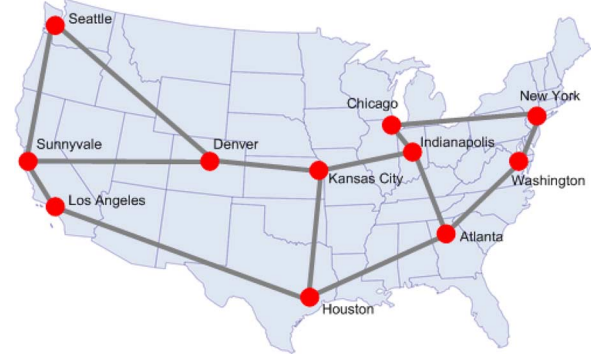 Seattle
New York
Chicago
Indianapolis
Sunnyvale
Denver
Kansas City
Washington
Los Angeles
Atlanta
Houston